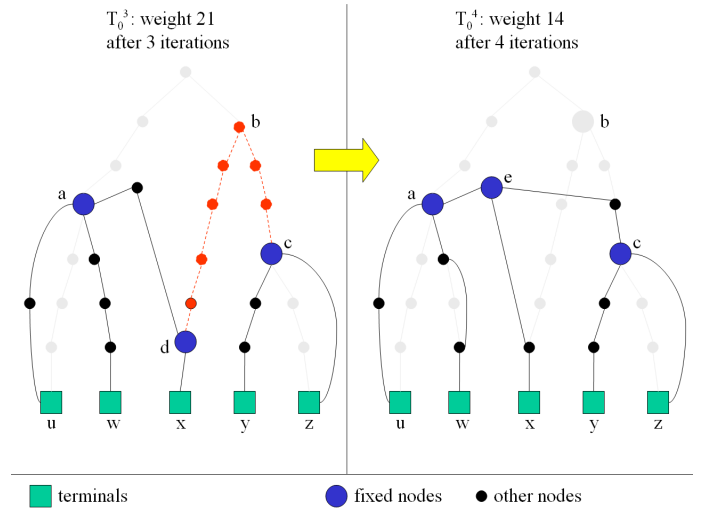 T₀³: weight 21
after 3 iterations
T₀⁴: weight 14
after 4 iterations
b
a
c
d
u w x y z
b
a
e
c
u w x y z
terminals
fixed nodes
other nodes